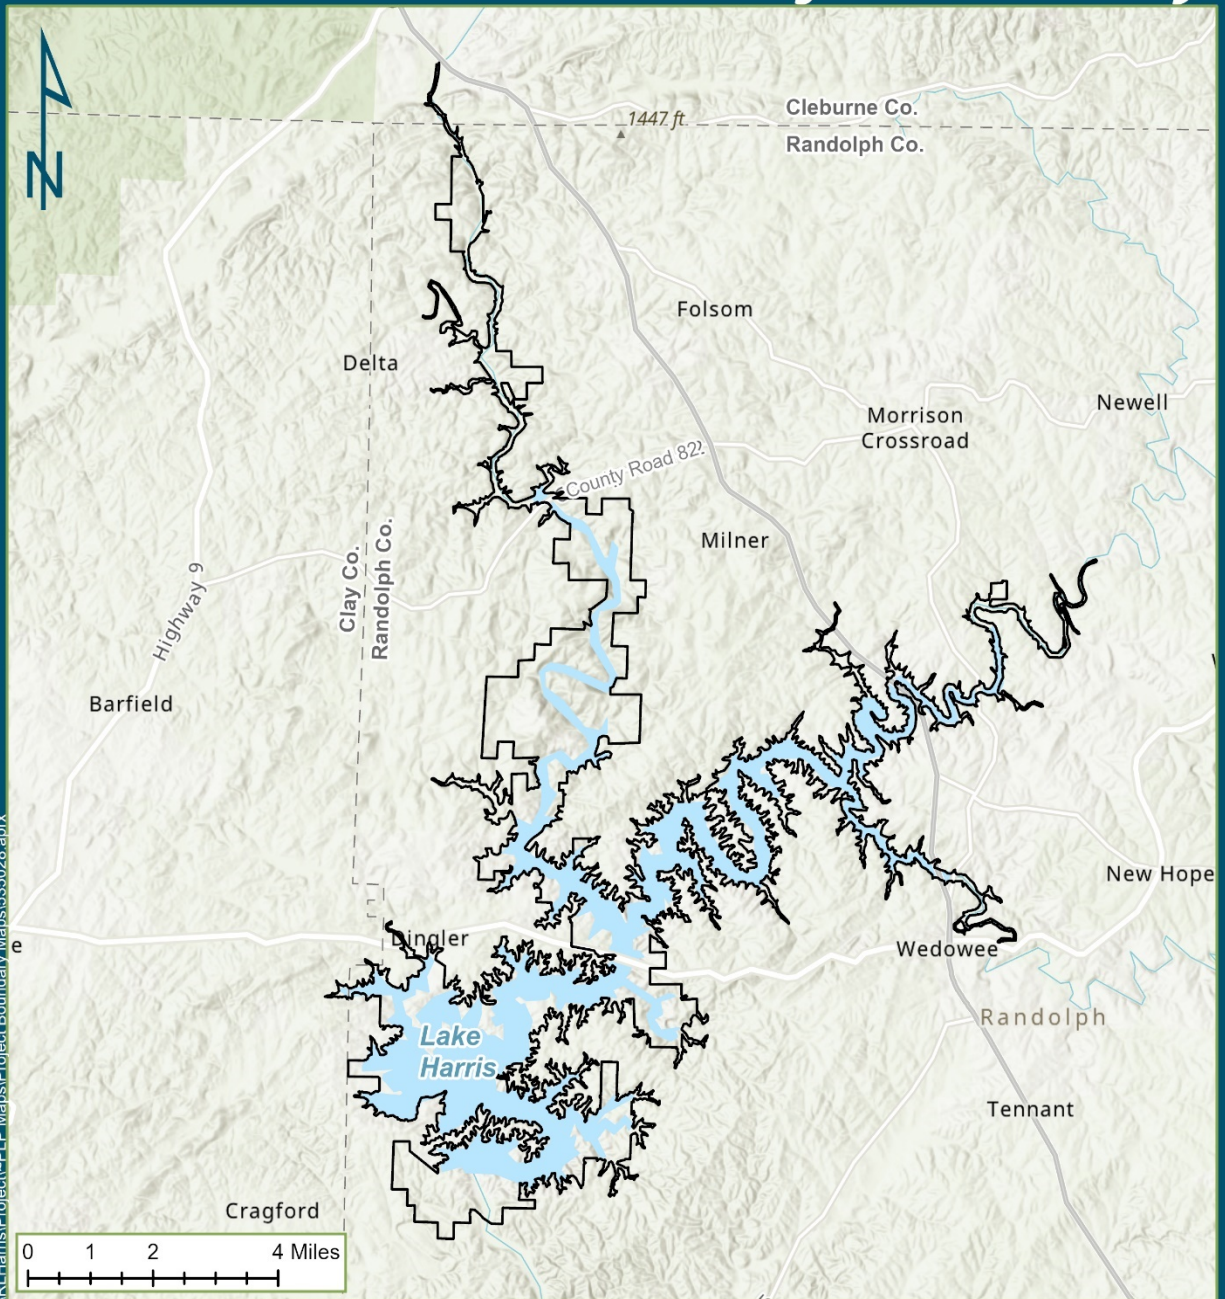 Cleburne Co.
1447 ft
Randolph Co.
N
Folsom
Delta
Newell
Morrison
Crossroad
County Road 82
Milner
Clay Co.
Randolph Co.
Highway 9
Barfield
New Hope
Dingler
e
Wedowee
Randolph
Lake
Harris
Tennant
Cragford
0 1 2 4 Miles